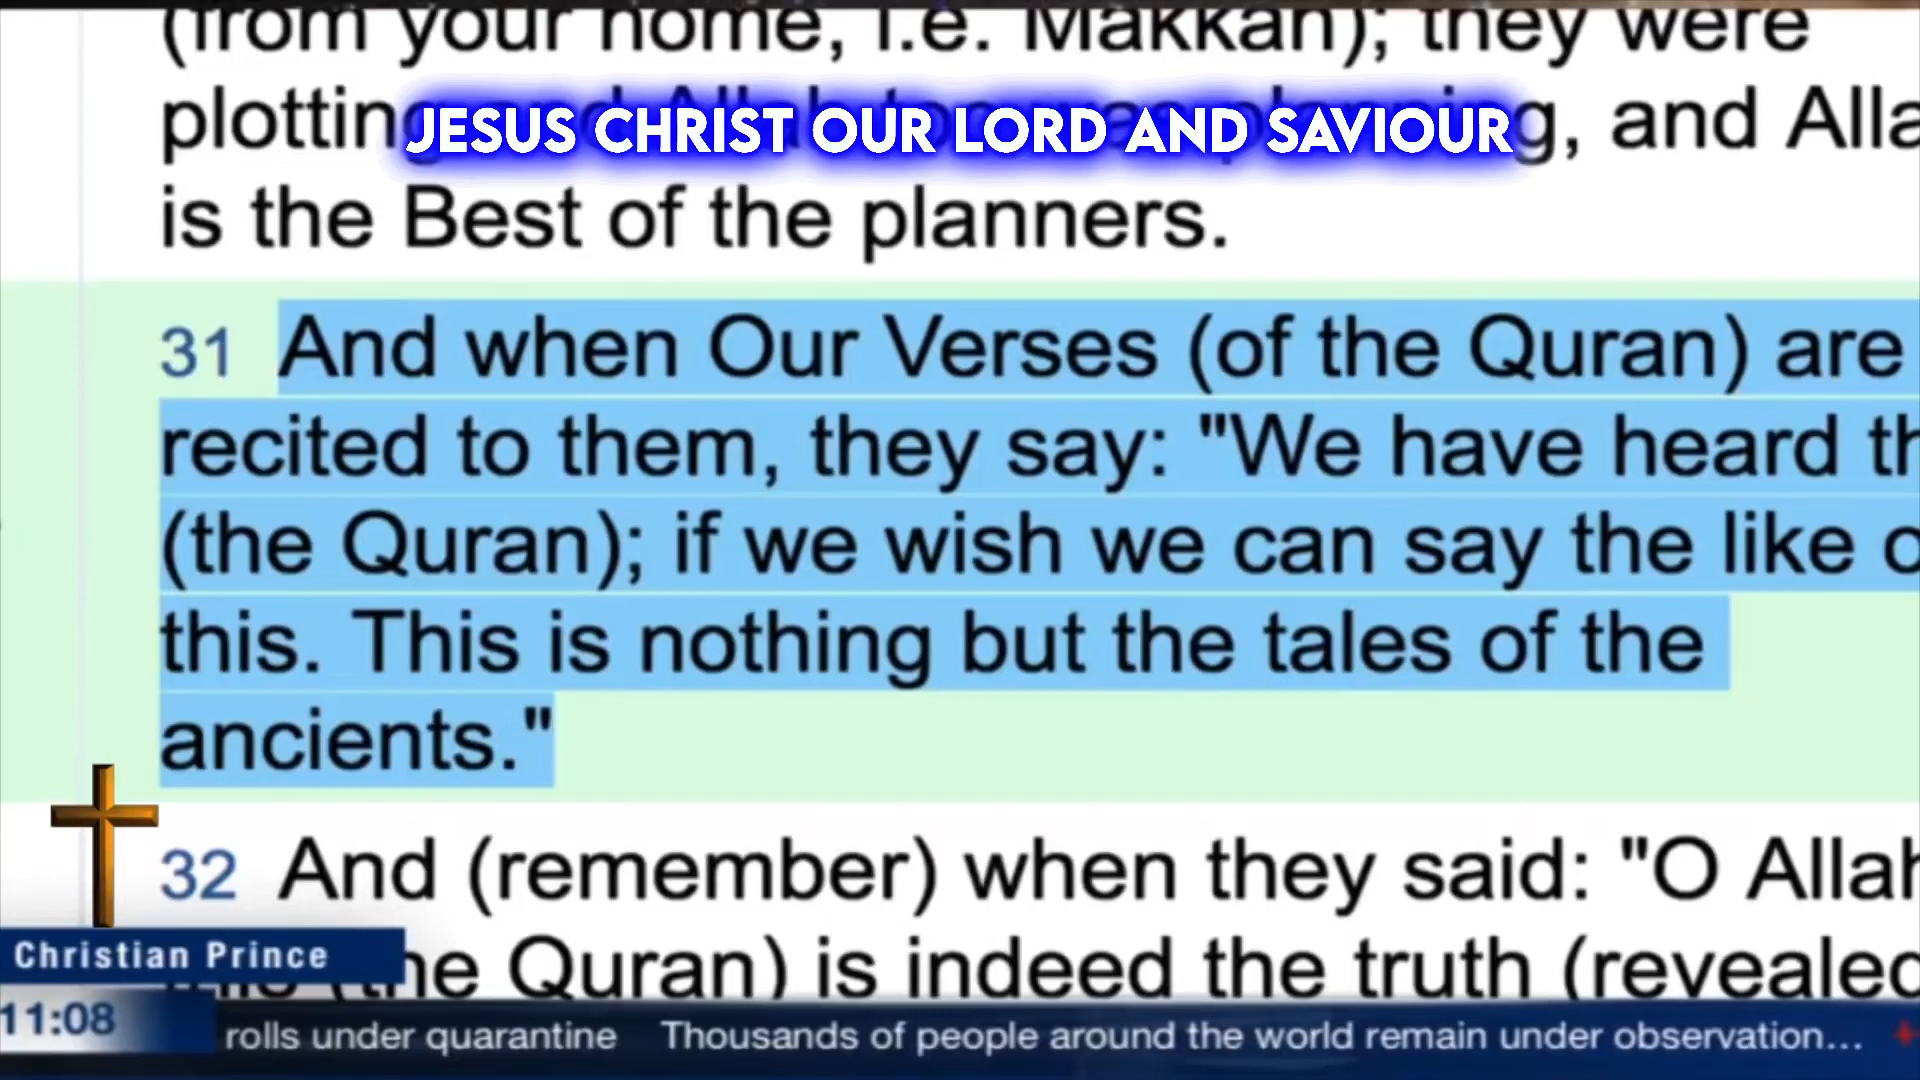 (from your home, i.e. Makkah); they were
JESUS CHRIST OUR LORD AND SAVIOUR
plotting planning, and Alla
is the Best of the planners.
31 And when Our Verses (of the Quran) are
recited to them, they say: "We have heard th
(the Quran); if we wish we can say the like o
this. This is nothing but the tales of the
ancients."
32 And (remember) when they said: "O Allah
this (the Quran) is indeed the truth (revealed
Christian Prince
11:08
rolls under quarantine Thousands of people around the world remain under observation...